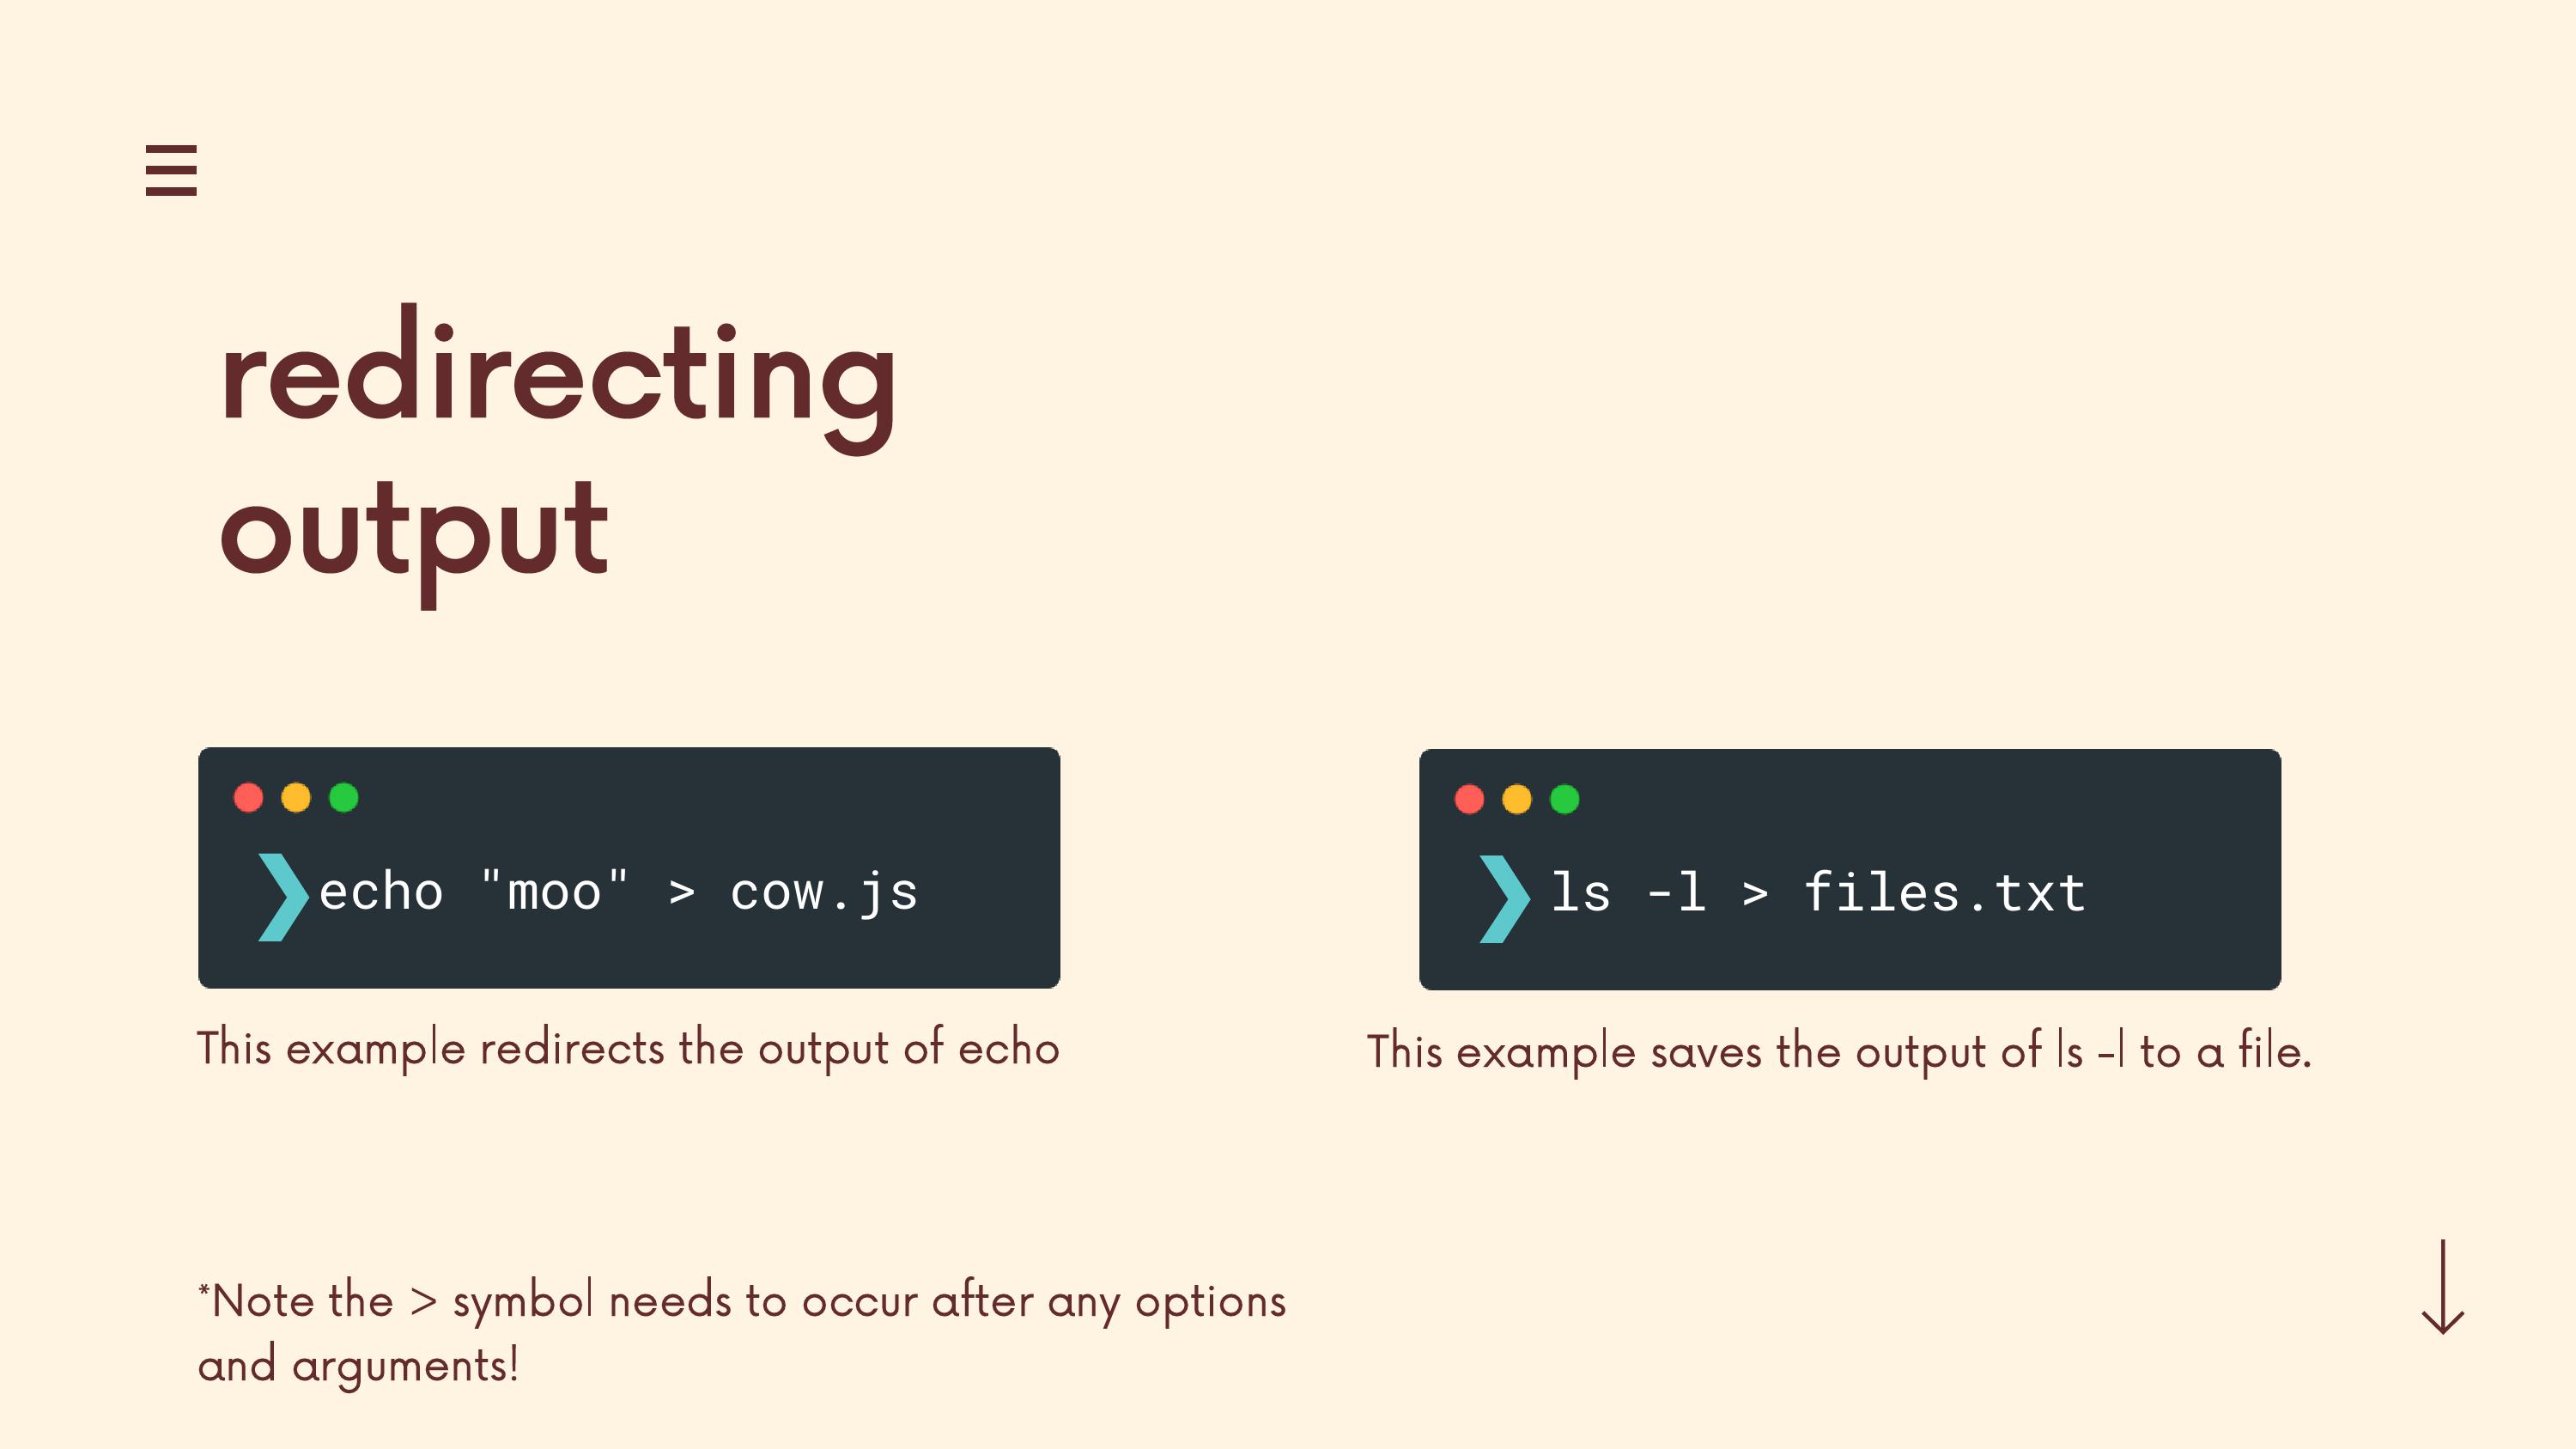 redirecting
output
echo "moo" > cow.js
This example redirects the output of echo
ls -l > files.txt
This example saves the output of ls -l to a file.
*Note the > symbol needs to occur after any options
and arguments!